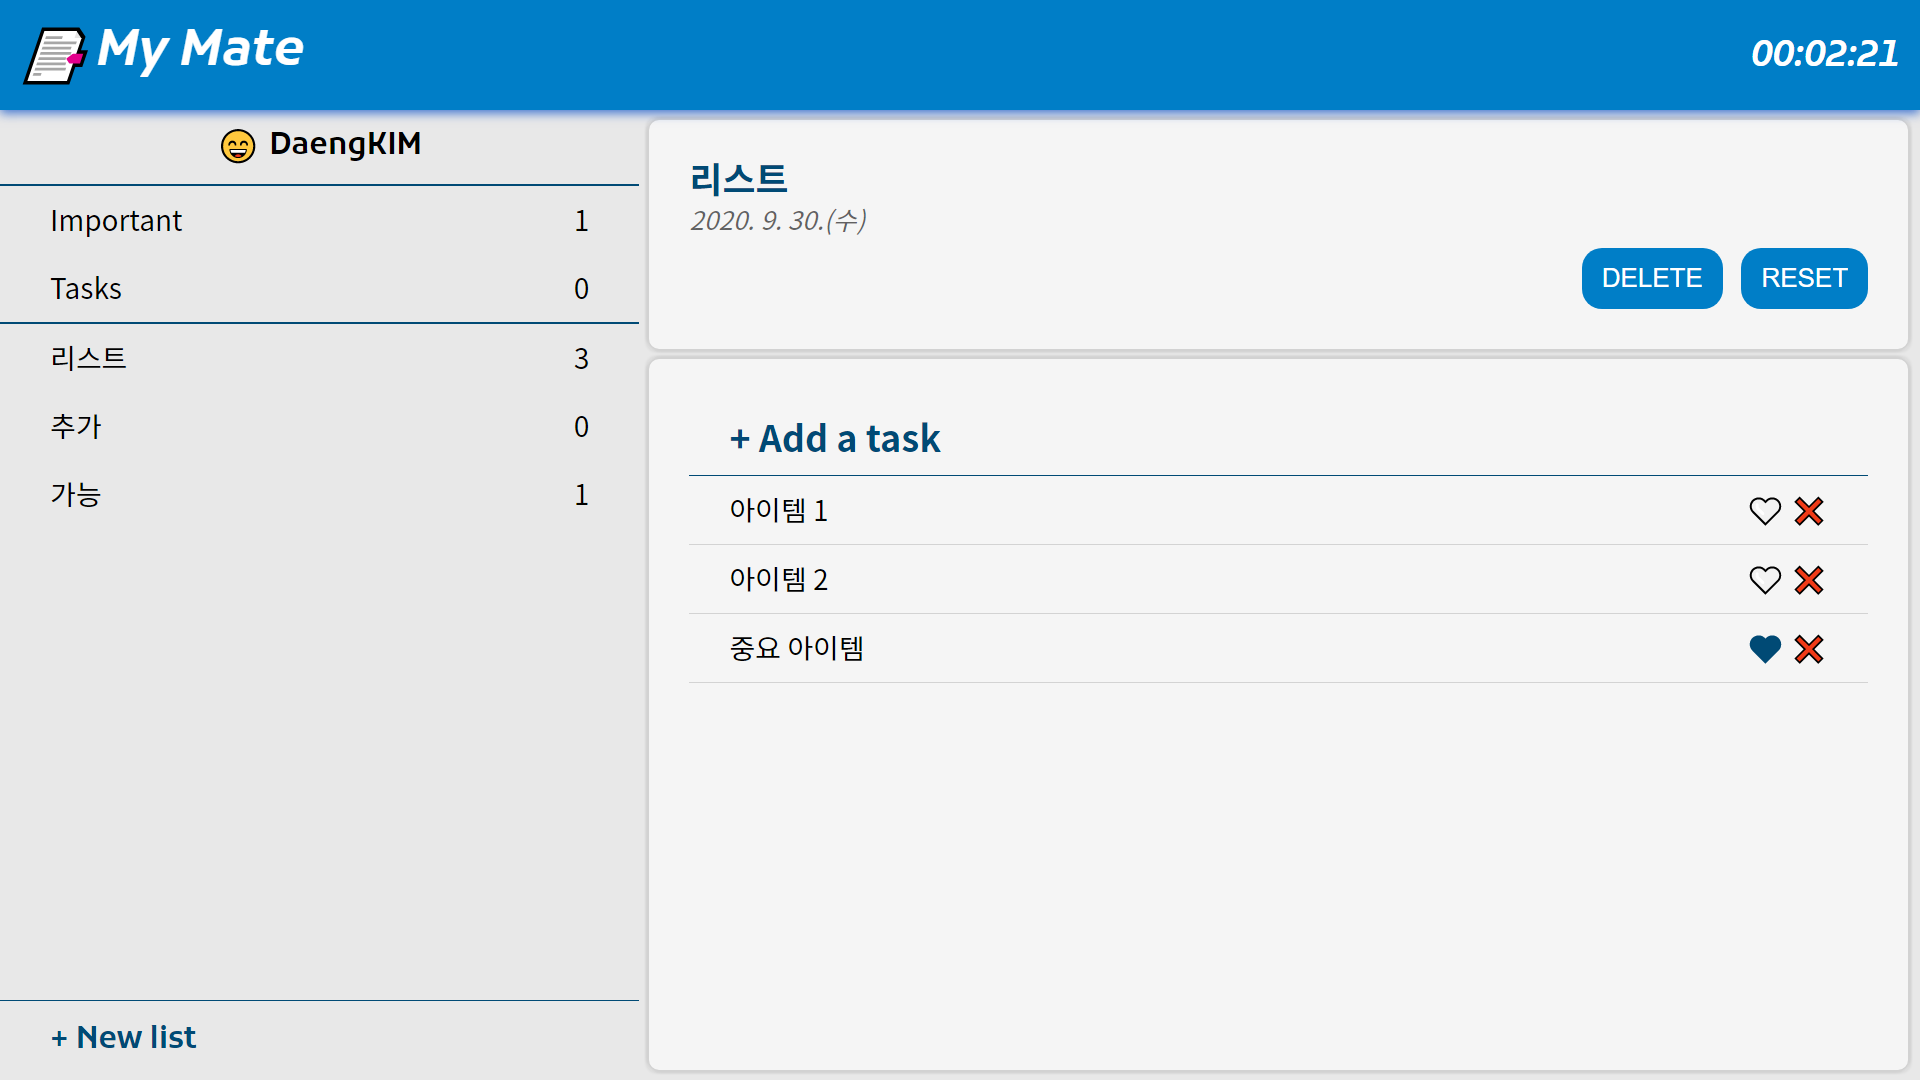 My Mate
00:02:21
DaengKIM
Important 1
Tasks 0
리스트 3
추가 0
가능 1
+ New list
리스트
2020. 9. 30.(수)
DELETE RESET
+ Add a task
아이템 1
아이템 2
중요 아이템